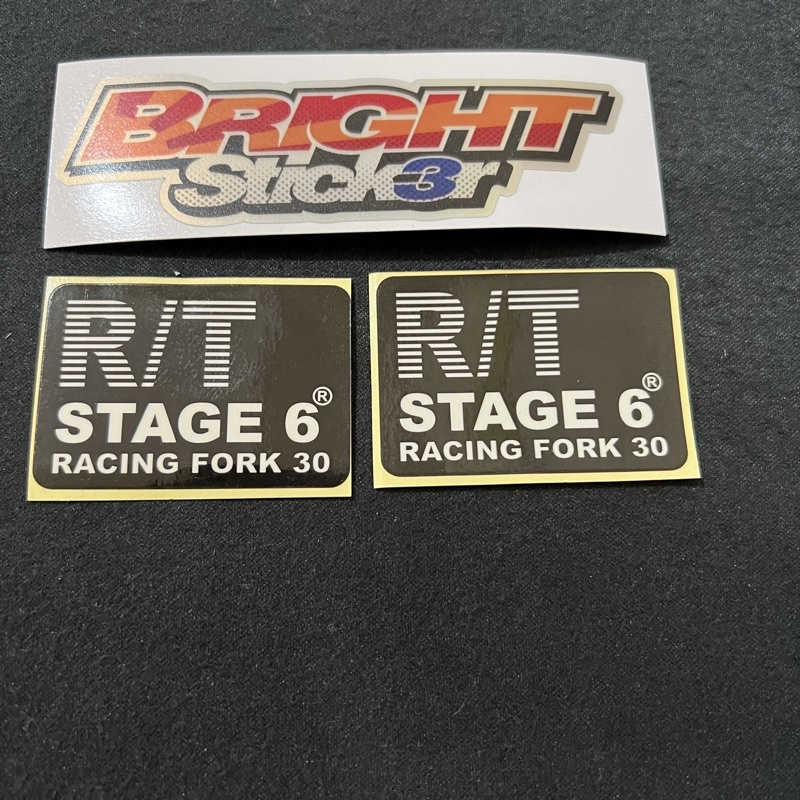 BRIGHT
Stick3r
R/T
STAGE 6®
RACING FORK 30
R/T
STAGE 6®
RACING FORK 30